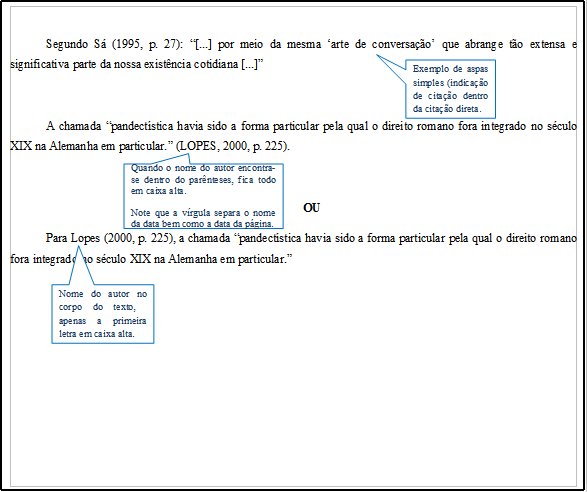 Segundo Sá (1995, p. 27): “[...] por meio da mesma ‘arte de conversação’ que abrange tão extensa e
significativa parte da nossa existência cotidiana [...]”
Exemplo de aspas
simples (indicação
de citação dentro
da citação direta.
A chamada “pandectistica havia sido a forma particular pela qual o direito romano fora integrado no século
XIX na Alemanha em particular.” (LOPES, 2000, p. 225).
Quando o nome do autor encontra-
se dentro do parênteses, fica todo
em caixa alta.
Note que a vírgula separa o nome
da data bem como a data da página.
OU
Para Lopes (2000, p. 225), a chamada “pandectistica havia sido a forma particular pela qual o direito romano
fora integrado no século XIX na Alemanha em particular.”
Nome do autor no
corpo do texto,
apenas a primeira
letra em caixa alta.